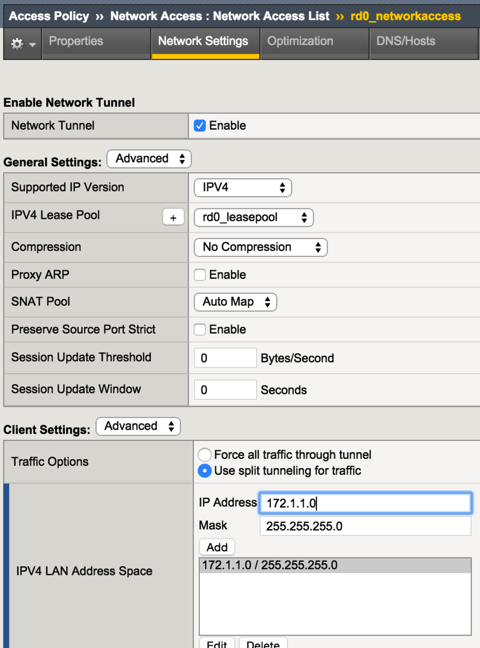 Access Policy ›› Network Access : Network Access List ›› rd0_networkaccess
Properties Network Settings Optimization DNS/Hosts
Enable Network Tunnel
Network Tunnel Enable
General Settings: Advanced
Supported IP Version IPV4
IPV4 Lease Pool + rd0_leasepool
Compression No Compression
Proxy ARP Enable
SNAT Pool Auto Map
Preserve Source Port Strict Enable
Session Update Threshold 0 Bytes/Second
Session Update Window 0 Seconds
Client Settings: Advanced
Traffic Options Force all traffic through tunnel
Use split tunneling for traffic
IP Address 172.1.1.0
Mask 255.255.255.0
Add
IPV4 LAN Address Space 172.1.1.0 / 255.255.255.0
Edit Delete